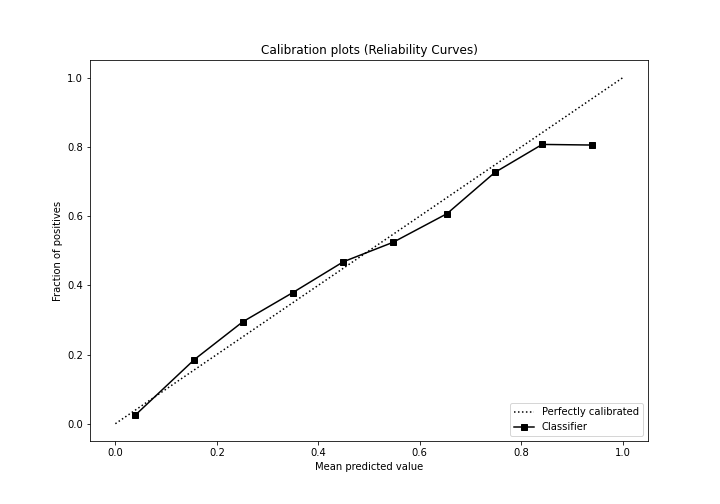 Calibration plots (Reliability Curves)
1.0
0.8
0.6
0.4
0.2
0.0
Fraction of positives
0.0 0.2 0.4 0.6 0.8 1.0
Mean predicted value
Perfectly calibrated
Classifier